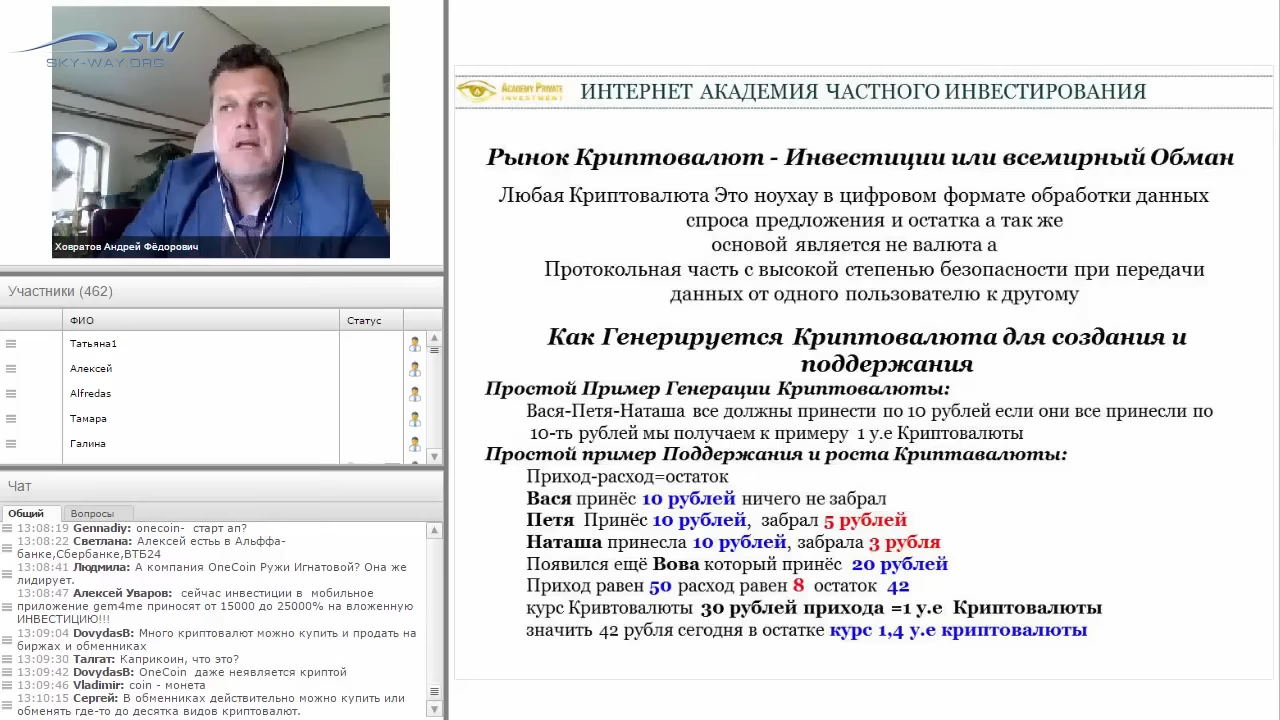 SW
SKY-WAY.ORG
Ховратов Андрей Фёдорович
Участники (462)
ФИО
Статус
Татьяна1
Алексей
Alfredas
Тамара
Галина
Чат
Общий
Вопросы
13:08:19 Gennadiy: onecoin- старт ап?
13:08:22 Светлана: Алексей естьь в Альффа-
банке,Сбербанке,ВТБ24
13:08:41 Людмила: А компания OneCoin Ружи Игнатовой? Она же
лидирует.
13:08:47 Алексей Уваров: сейчас инвестиции в мобильное
приложение gem4me приносят от 15000 до 25000% на вложенную
ИНВЕСТИЦИЮ!!!
13:09:04 DovydasB: Много криптовалют можно купить и продать на
биржах и обменниках
13:09:30 Талгат: Каприкоин, что это?
13:09:42 DovydasB: OneCoin даже неявляется криптой
13:09:46 Vladimir: coin - монета
13:10:15 Сергей: В обменниках действительно можно купить или
обменять где-то до десятка видов криптовалют.
ACADEMY PRIVATE
INVESTMENT
ИНТЕРНЕТ АКАДЕМИЯ ЧАСТНОГО ИНВЕСТИРОВАНИЯ
Рынок Криптовалют - Инвестиции или всемирный Обман
Любая Криптовалюта Это ноухау в цифровом формате обработки данных
спроса предложения и остатка а так же
основой является не валюта а
Протокольная часть с высокой степенью безопасности при передачи
данных от одного пользователю к другому
Как Генерируется Криптовалюта для создания и
поддержания
Простой Пример Генерации Криптовалюты:
Вася-Петя-Наташа все должны принести по 10 рублей если они все принесли по
10-ть рублей мы получаем к примеру 1 у.е Криптовалюты
Простой пример Поддержания и роста Криптавалюты:
Приход-расход=остаток
Вася принёс 10 рублей ничего не забрал
Петя Принёс 10 рублей, забрал 5 рублей
Наташа принесла 10 рублей, забрала 3 рубля
Появился ещё Вова который принёс 20 рублей
Приход равен 50 расход равен 8 остаток 42
курс Кривтовалюты 30 рублей прихода =1 у.е Криптовалюты
значить 42 рубля сегодня в остатке курс 1,4 у.е криптовалюты